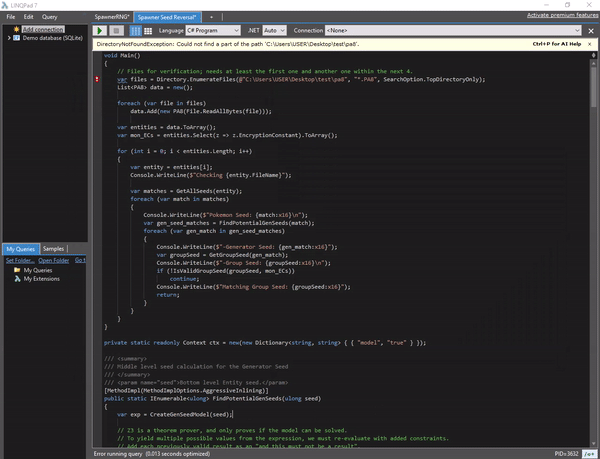 LINQPad 7
File Edit Query
SpawnerRNG* Spawner Seed Reversal* +
Activate premium features
Add connection
Demo database (SQLite)
Language C# Program .NET Auto Connection <None>
DirectoryNotFoundException: Could not find a part of the path 'C:\Users\USER\Desktop\test\pa8'. Ctrl+P for AI Help
void Main()
{
// Files for verification; needs at least the first one and another one within the next 4.
var files = Directory.EnumerateFiles(@"C:\Users\USER\Desktop\test\pa8", "*.PA8", SearchOption.TopDirectoryOnly);
List<PA8> data = new();
foreach (var file in files)
data.Add(new PA8(File.ReadAllBytes(file)));
var entities = data.ToArray();
var mon_ECs = entities.Select(z => z.EncryptionConstant).ToArray();
for (int i = 0; i < entities.Length; i++)
{
var entity = entities[i];
Console.WriteLine($"Checking {entity.FileName}");
var matches = GetAllSeeds(entity);
foreach (var match in matches)
{
Console.WriteLine($"Pokemon Seed: {match:x16}\n");
var gen_seed_matches = FindPotentialGenSeeds(match);
foreach (var gen_match in gen_seed_matches)
{
Console.WriteLine($"-Generator Seed: {gen_match:x16}");
var groupSeed = GetGroupSeed(gen_match);
Console.WriteLine($"-Group Seed: {groupSeed:x16}\n");
if (!IsValidGroupSeed(groupSeed, mon_ECs))
continue;
Console.WriteLine($"Matching Group Seed: {groupSeed:x16}");
return;
}
}
}
}
private static readonly Context ctx = new(new Dictionary<string, string> { { "model", "true" } });
/// <summary>
/// Middle level seed calculation for the Generator Seed
/// </summary>
/// <param name="seed">Bottom level Entity seed.</param>
[MethodImpl(MethodImplOptions.AggressiveInlining)]
public static IEnumerable<ulong> FindPotentialGenSeeds(ulong seed)
{
var exp = CreateGenSeedModel(seed);
// Z3 is a theorem prover, and only proves if the model can be solved.
// To yield multiple possible values from the expression, we must re-evaluate with added constraints.
// Add each previously valid result as an "and this must not be a result".
My Queries Samples
Set Folder... Open Folder Go t
My Queries
My Extensions
Error running query (0.013 seconds optimized)
PID=3632 /o+